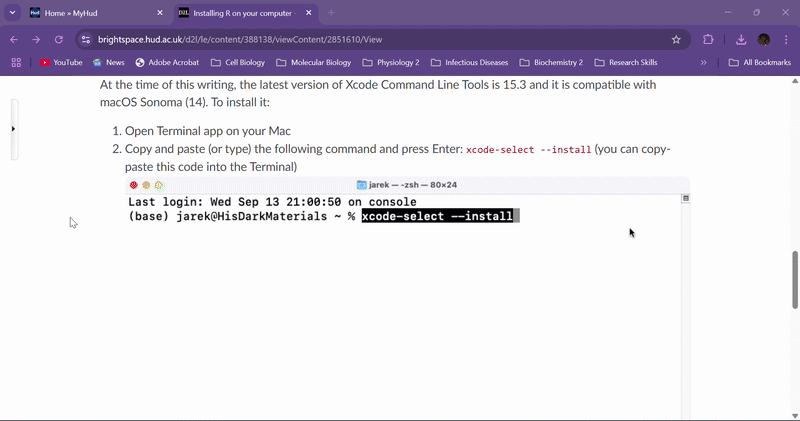 Home » MyHud
Installing R on your computer -
brightspace.hud.ac.uk/d2l/le/content/388138/viewContent/2851610/View
YouTube News Adobe Acrobat Cell Biology Molecular Biology Physiology 2 Infectious Diseases Biochemistry 2 Research Skills » All Bookmarks
At the time of this writing, the latest version of Xcode Command Line Tools is 15.3 and it is compatible with
macOS Sonoma (14). To install it:
1. Open Terminal app on your Mac
2. Copy and paste (or type) the following command and press Enter: xcode-select --install (you can copy-
paste this code into the Terminal)
jarek — -zsh — 80×24
Last login: Wed Sep 13 21:00:50 on console
(base) jarek@HisDarkMaterials ~ % xcode-select --install